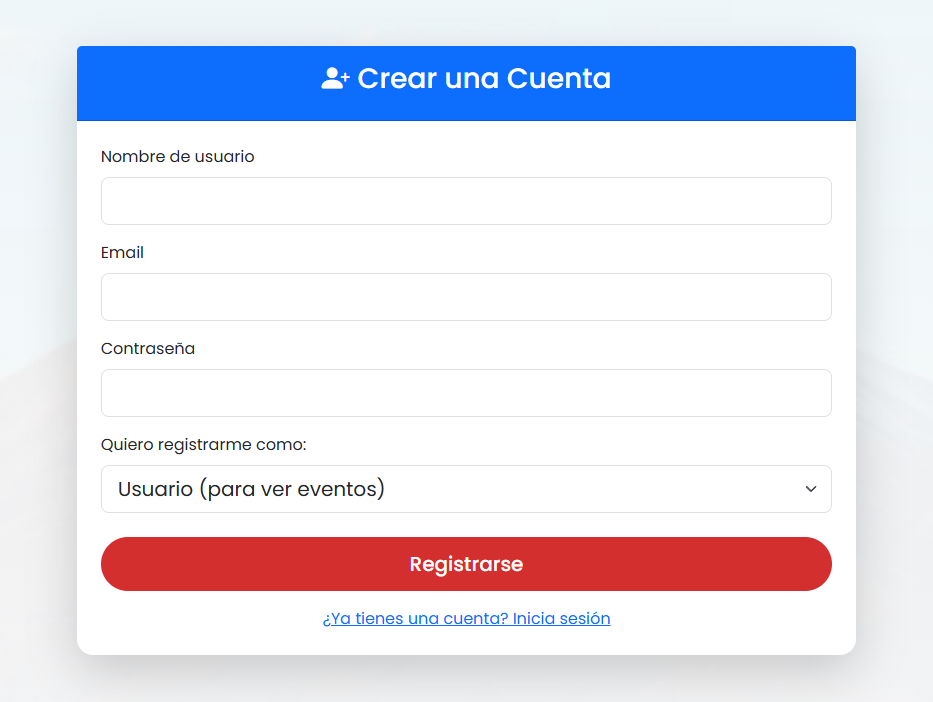 Crear una Cuenta
Nombre de usuario
Email
Contraseña
Quiero registrarme como:
Usuario (para ver eventos)
Registrarse
¿Ya tienes una cuenta? Inicia sesión